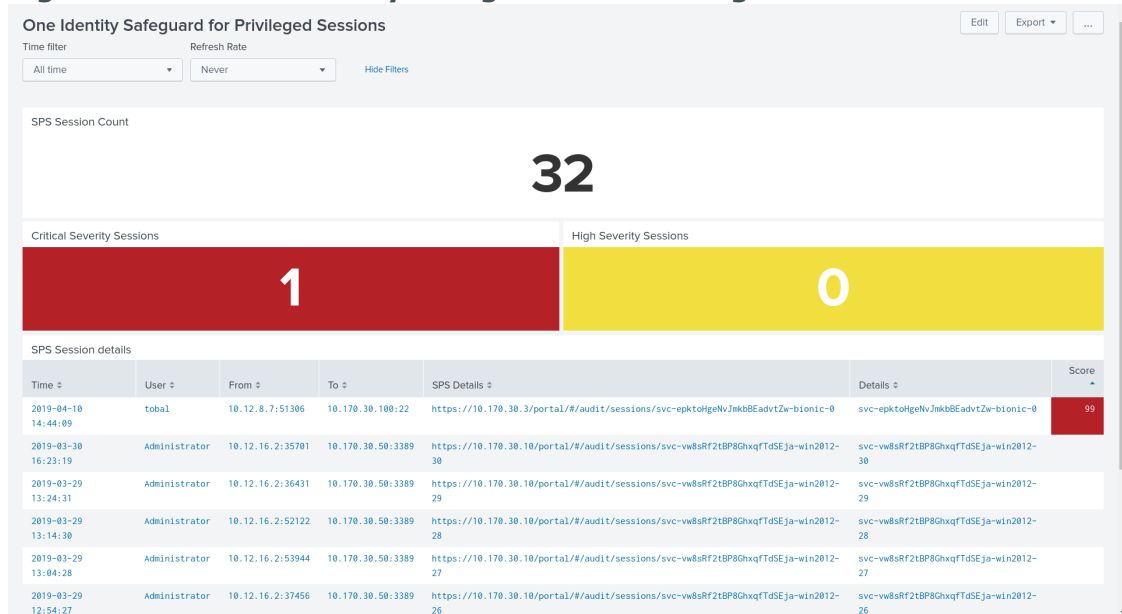 One Identity Safeguard for Privileged Sessions
Edit
Export
...
Time filter
Refresh Rate
All time
Never
Hide Filters
SPS Session Count
32
Critical Severity Sessions
High Severity Sessions
1
0
SPS Session details
Time
User
From
To
SPS Details
Details
Score
2019-04-10 tobal 10.12.8.7:51306 10.170.30.100:22 https://10.170.30.3/portal/#/audit/sessions/svc-epktoHgeNvJmkbBEadvtZw-bionic-0 svc-epktoHgeNvJmkbBEadvtZw-bionic-0 99
14:44:09
2019-03-30 Administrator 10.12.16.2:35701 10.170.30.50:3389 https://10.170.30.10/portal/#/audit/sessions/svc-vw8sRf2tBP8GhxqfTdSEja-win2012- svc-vw8sRf2tBP8GhxqfTdSEja-win2012-
16:23:19 30 30
2019-03-29 Administrator 10.12.16.2:36431 10.170.30.50:3389 https://10.170.30.10/portal/#/audit/sessions/svc-vw8sRf2tBP8GhxqfTdSEja-win2012- svc-vw8sRf2tBP8GhxqfTdSEja-win2012-
13:24:31 29 29
2019-03-29 Administrator 10.12.16.2:52122 10.170.30.50:3389 https://10.170.30.10/portal/#/audit/sessions/svc-vw8sRf2tBP8GhxqfTdSEja-win2012- svc-vw8sRf2tBP8GhxqfTdSEja-win2012-
13:14:30 28 28
2019-03-29 Administrator 10.12.16.2:53944 10.170.30.50:3389 https://10.170.30.10/portal/#/audit/sessions/svc-vw8sRf2tBP8GhxqfTdSEja-win2012- svc-vw8sRf2tBP8GhxqfTdSEja-win2012-
13:04:28 27 27
2019-03-29 Administrator 10.12.16.2:37456 10.170.30.50:3389 https://10.170.30.10/portal/#/audit/sessions/svc-vw8sRf2tBP8GhxqfTdSEja-win2012- svc-vw8sRf2tBP8GhxqfTdSEja-win2012-
12:54:27 26 26